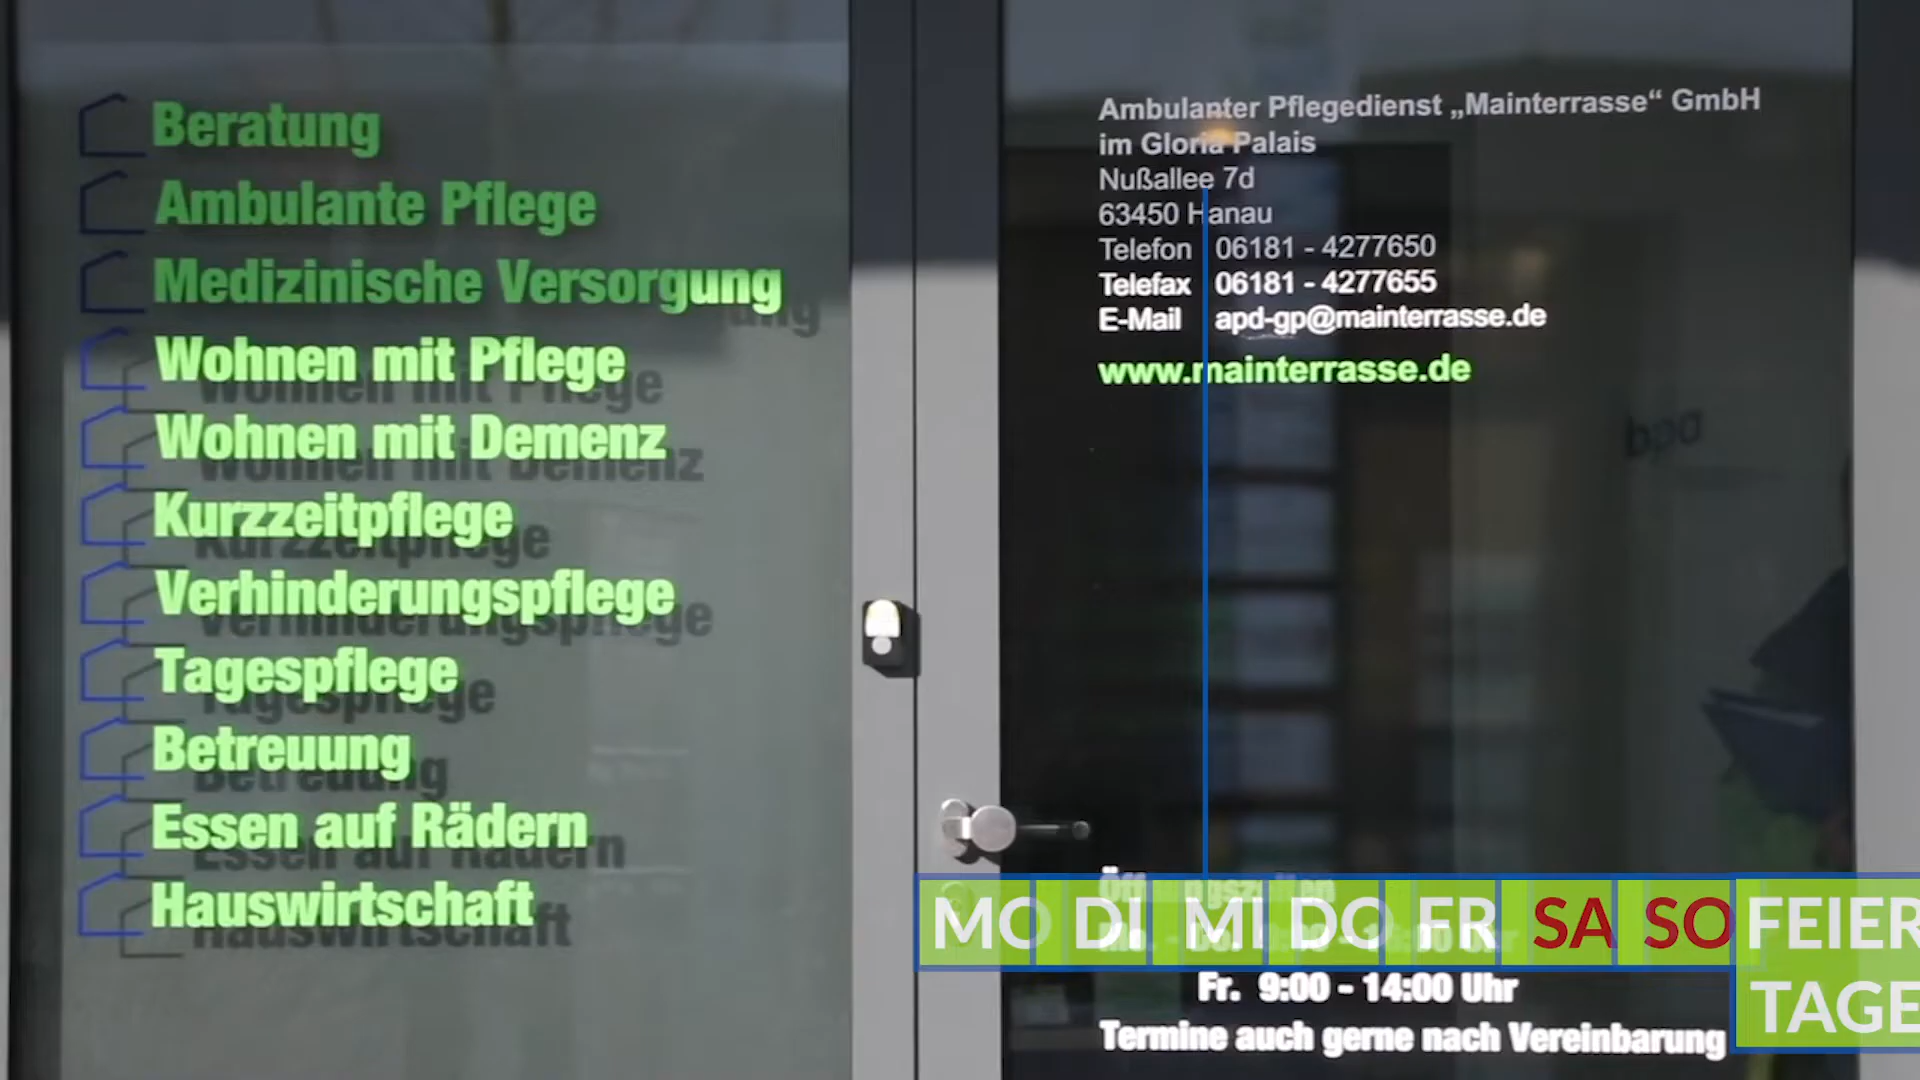 Beratung
Ambulante Pflege
Medizinische Versorgung
Wohnen mit Pflege
Wohnen mit Demenz
Kurzzeitpflege
Verhinderungspflege
Tagespflege
Betreuung
Essen auf Rädern
Hauswirtschaft
Ambulanter Pflegedienst „Mainterrasse“ GmbH
im Gloria Palais
Nußallee 7d
63450 Hanau
Telefon 06181 - 4277650
Telefax 06181 - 4277655
E-Mail apd-gp@mainterrasse.de
www.mainterrasse.de
bpa
Öffnungszeiten
MO DI MI DO FR SA SO FEIER
TAGE
Fr. 9:00 - 14:00 Uhr
Termine auch gerne nach Vereinbarung